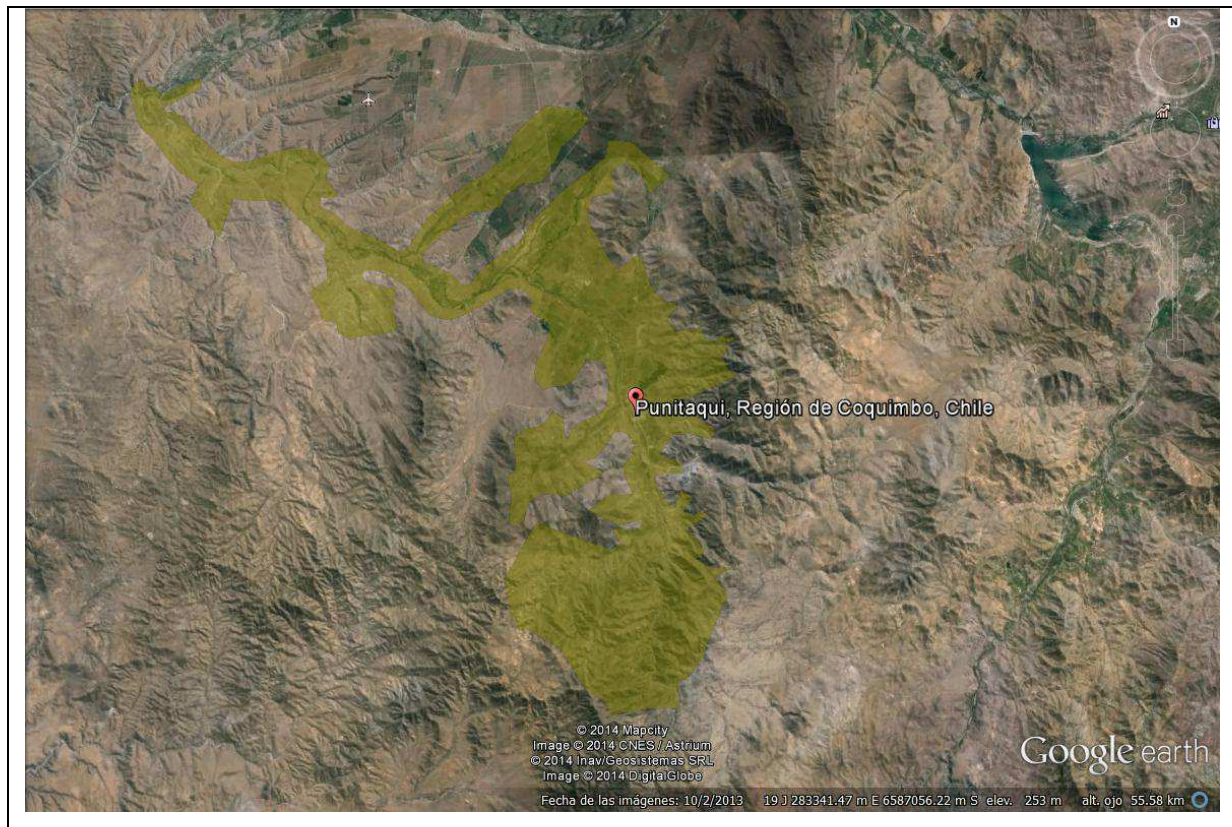 N
Punitaqui, Región de Coquimbo, Chile
© 2014 Mapcity
Image © 2014 CNES / Astrium
© 2014 Inav/Geosistemas SRL
Image © 2014 DigitalGlobe
Google earth
Fecha de las imágenes: 10/2/2013 19 J 283341.47 m E 6587056.22 m S elev. 253 m alt. ojo 55.58 km